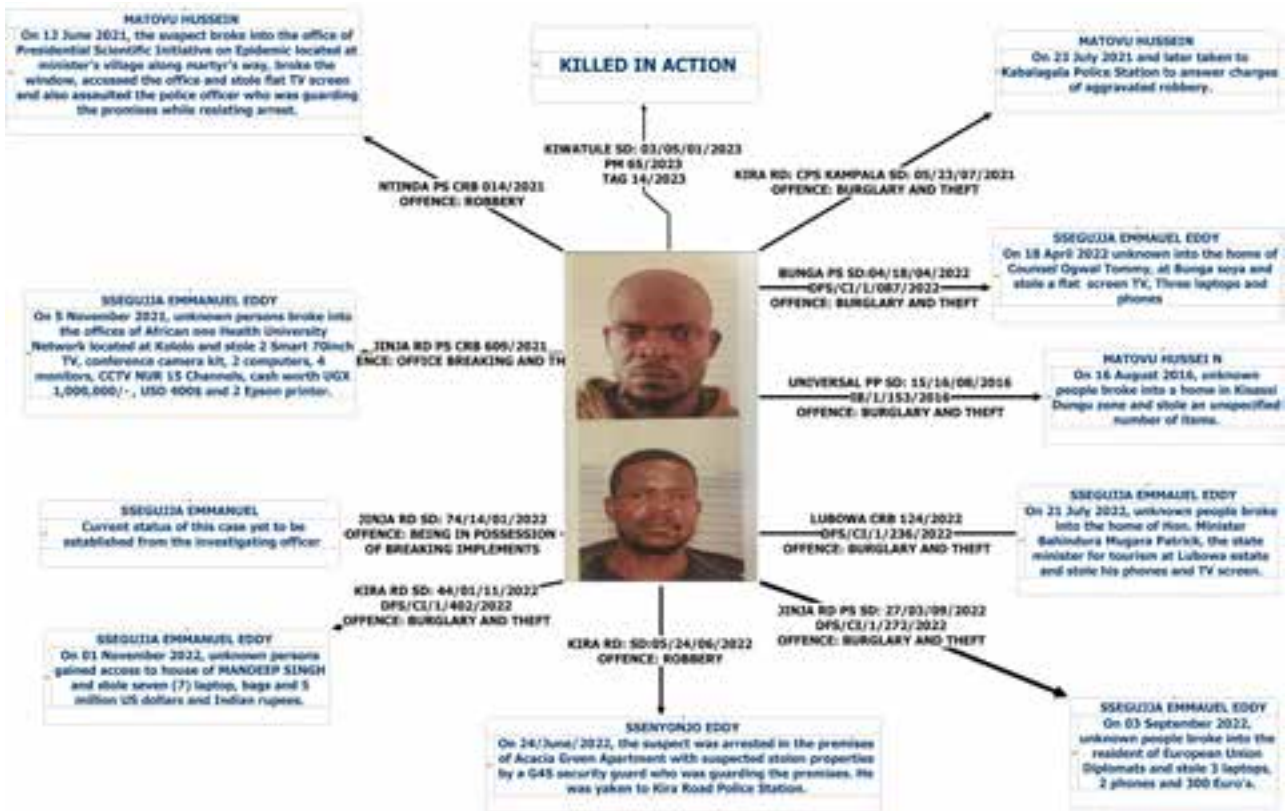 MATOVU HUSSEIN
On 12 June 2021, the suspect broke into the office of
Presidential Scientific Initiative on Epidemic located at
minister's village along martyr's way, broke the
window, accessed the office and stole flat TV screen
and also assaulted the police officer who was guarding
the promises while resisting arrest.
KILLED IN ACTION
MATOVU HUSSEIN
On 23 July 2021 and later taken to
Kabalagala Police Station to answer charges
of aggravated robbery.
KIWATULE SD: 03/05/01/2023
PM 65/2023
TAG 14/2023
NTINDA PS CRB 014/2021
OFFENCE: ROBBERY
KIRA RD: CPS KAMPALA SD: 05/23/07/2021
OFFENCE: BURGLARY AND THEFT
SSEGUJJA EMMAUEL EDDY
On 18 April 2022 unknown into the home of
Counsel Ogwal Tommy, at Bunga soya and
stole a flat screen TV, Three laptops and
phones
BUNGA PS SD:04/18/04/2022
DFS/CI/1/087/2022
OFFENCE: BURGLARY AND THEFT
SSEGUJJA EMMANUEL EDDY
On 5 November 2021, unknown persons broke into
the offices of African one Health University
Network located at Kololo and stole 2 Smart 70inch
TV, conference camera kit, 2 computers, 4
monitors, CCTV NUR 15 Channels, cash worth UGX
1,000,000/-, USD 400$ and 2 Epson printer.
JINJA RD PS CRB 605/2021
ENCE: OFFICE BREAKING AND TH
UNIVERSAL PP SD: 15/16/08/2016
IB/1/153/2016
OFFENCE: BURGLARY AND THEFT
MATOVU HUSSEI N
On 16 August 2016, unknown
people broke into a home in Kisaasi
Dungu zone and stole an unspecified
number of items.
SSEGUJJA EMMANUEL
Current status of this case yet to be
established from the investigating officer
JINJA RD SD: 74/14/01/2022
OFFENCE: BEING IN POSSESSION
OF BREAKING IMPLEMENTS
LUBOWA CRB 124/2022
DFS/CI/1/236/2022
OFFENCE: BURGLARY AND THEFT
SSEGUJJA EMMAUEL EDDY
On 21 July 2022, unknown people broke
into the home of Hon. Minister
Bahindura Mugara Patrick, the state
minister for tourism at Lubowa estate
and stole his phones and TV screen.
KIRA RD SD: 44/01/11/2022
DFS/CI/1/402/2022
OFFENCE: BURGLARY AND THEFT
SSEGUJJA EMMANUEL EDDY
On 01 November 2022, unknown persons
gained access to house of MANDEEP SINGH
and stole seven (7) laptop, bags and 5
million US dollars and Indian rupees.
KIRA RD: SD:05/24/06/2022
OFFENCE: ROBBERY
JINJA RD PS SD: 27/03/09/2022
DFS/CI/1/272/2022
OFFENCE: BURGLARY AND THEFT
SSENYONJO EDDY
On 24/June/2022, the suspect was arrested in the premises
of Acacia Green Apartment with suspected stolen properties
by a G4S security guard who was guarding the premises. He
was yaken to Kira Road Police Station.
SSEGUJJA EMMAUEL EDDY
On 03 September 2022,
unknown people broke into the
resident of European Union
Diplomats and stole 3 laptops,
2 phones and 300 Euro's.